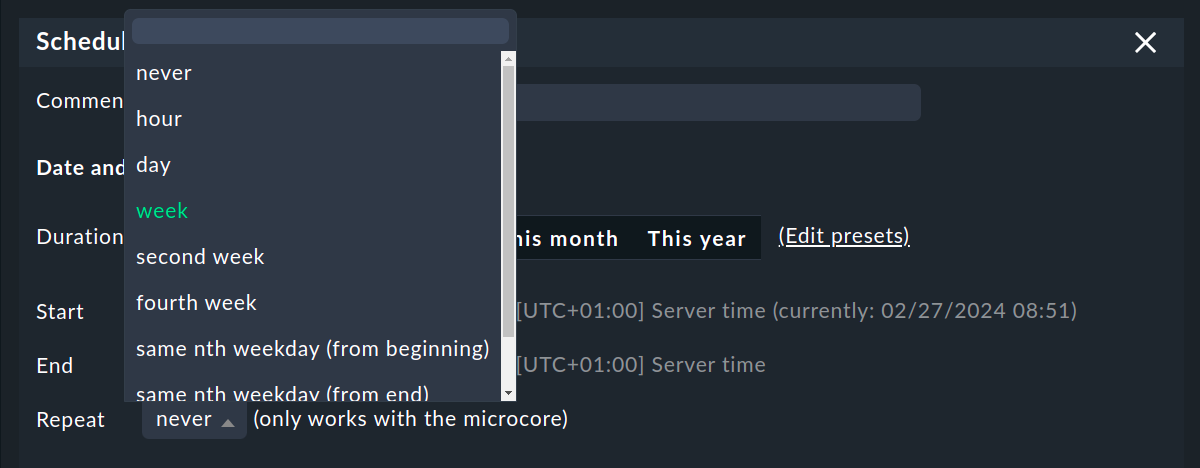 Schedul
never
Commen
hour
day
Date and
week
Duration
his month This year (Edit presets)
second week
fourth week
Start [UTC+01:00] Server time (currently: 02/27/2024 08:51)
same nth weekday (from beginning)
End [UTC+01:00] Server time
same nth weekday (from end)
Repeat never (only works with the microcore)